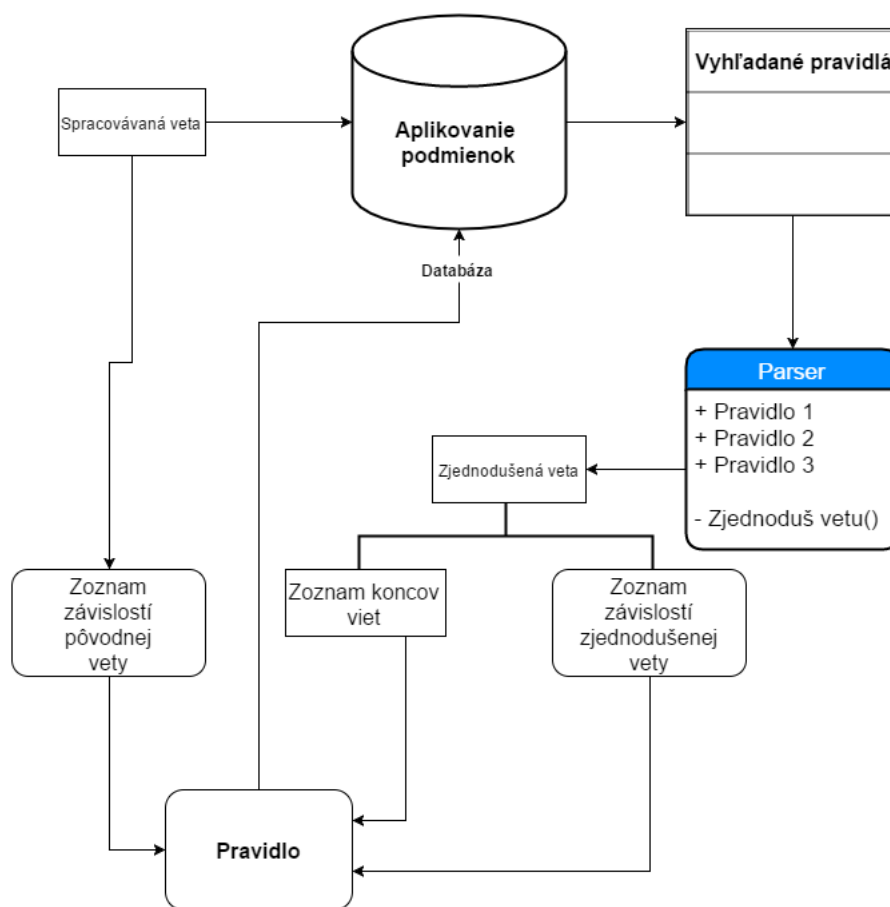 Vyhľadané pravidlá
Spracovávaná veta
Aplikovanie
podmienok
Databáza
Parser
+ Pravidlo 1
+ Pravidlo 2
+ Pravidlo 3
- Zjednoduš vetu()
Zjednodušená veta
Zoznam
závislostí
pôvodnej
vety
Zoznam koncov
viet
Zoznam
závislostí
zjednodušenej
vety
Pravidlo